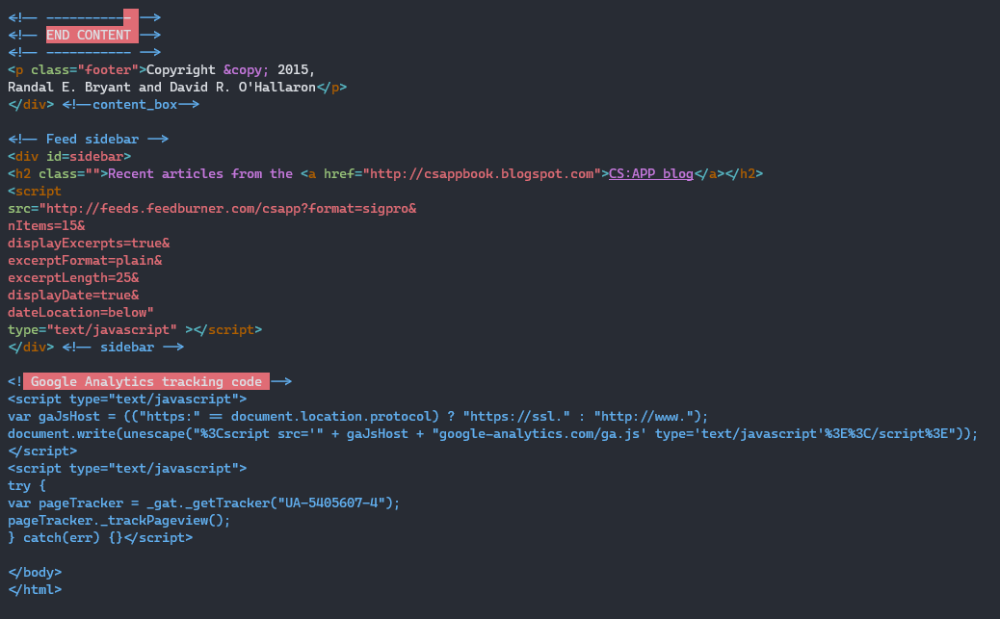 <!-- ----------- -->
<!-- END CONTENT -->
<!-- ----------- -->
<p class="footer">Copyright &copy; 2015,
Randal E. Bryant and David R. O'Hallaron</p>
</div> <!--content_box-->
<!-- Feed sidebar -->
<div id=sidebar>
<h2 class="">Recent articles from the <a href="http://csappbook.blogspot.com">CS:APP blog</a></h2>
<script
src="http://feeds.feedburner.com/csapp?format=sigpro&
nItems=15&
displayExcerpts=true&
excerptFormat=plain&
excerptLength=25&
displayDate=true&
dateLocation=below"
type="text/javascript" ></script>
</div> <!-- sidebar -->
<! Google Analytics tracking code -->
<script type="text/javascript">
var gaJsHost = (("https:" == document.location.protocol) ? "https://ssl." : "http://www.");
document.write(unescape("%3Cscript src='" + gaJsHost + "google-analytics.com/ga.js' type='text/javascript'%3E%3C/script%3E"));
</script>
<script type="text/javascript">
try {
var pageTracker = _gat._getTracker("UA-5405607-4");
pageTracker._trackPageview();
} catch(err) {}</script>
</body>
</html>